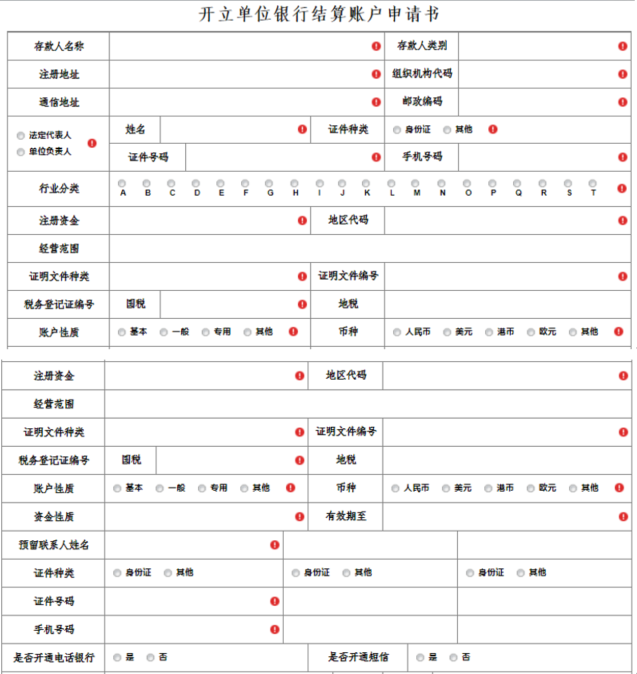 开立单位银行结算账户申请书
存款人名称 存款人类别
注册地址 组织机构代码
通信地址 邮政编码
法定代表人 姓名 证件种类 身份证 其他
单位负责人
证件号码 手机号码
行业分类 A B C D E F G H I J K L M N O P Q R S T
注册资金 地区代码
经营范围
证明文件种类 证明文件编号
税务登记证编号 国税 地税
账户性质 基本 一般 专用 其他 币种 人民币 美元 港币 欧元 其他
注册资金 地区代码
经营范围
证明文件种类 证明文件编号
税务登记证编号 国税 地税
账户性质 基本 一般 专用 其他 币种 人民币 美元 港币 欧元 其他
资金性质 有效期至
预留联系人姓名
证件种类 身份证 其他 身份证 其他 身份证 其他
证件号码
手机号码
是否开通电话银行 是 否 是否开通短信 是 否